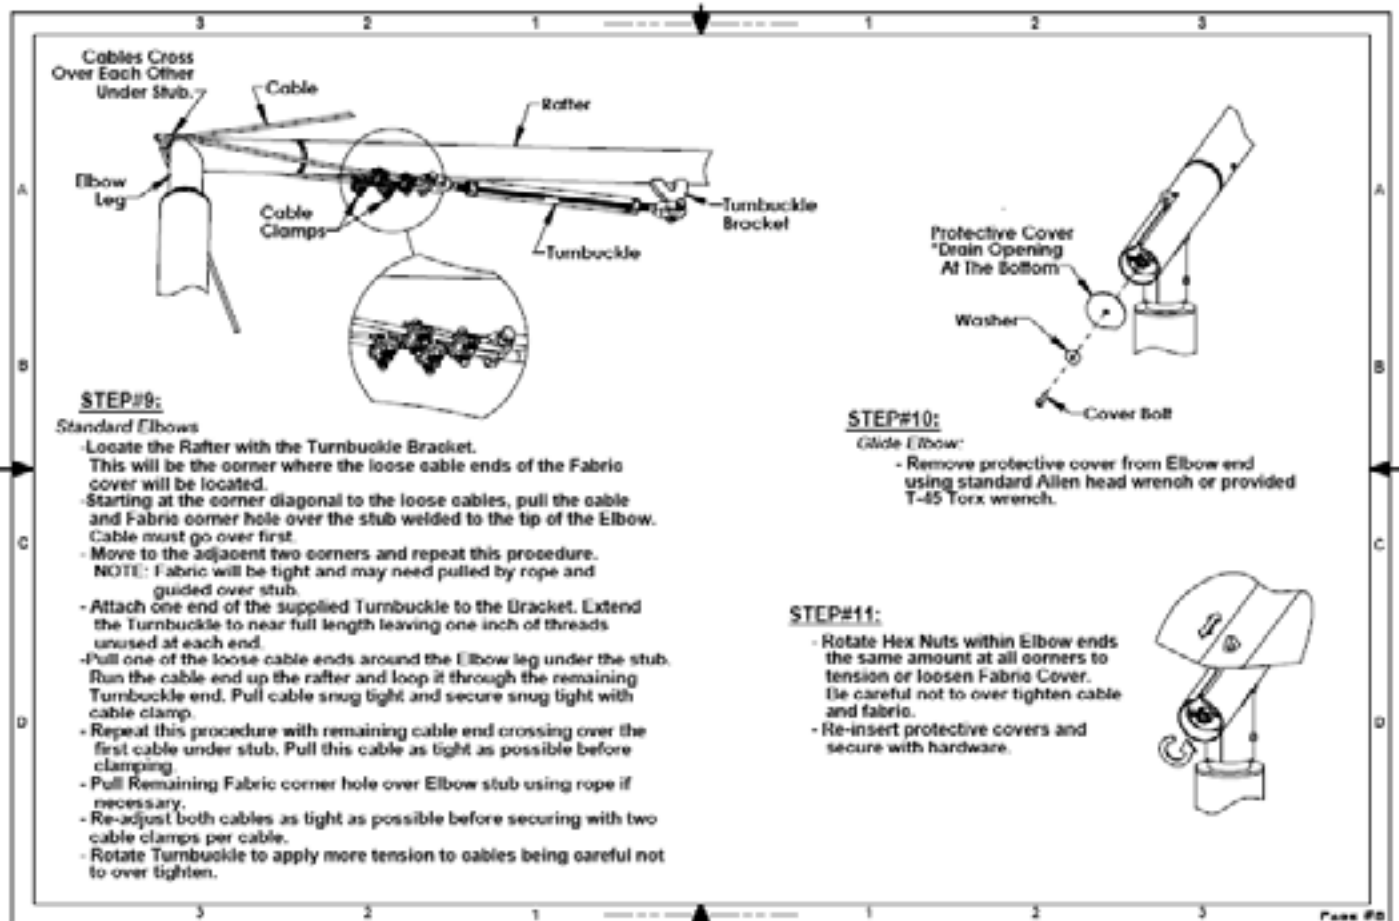 3 2 1 1 2 3
Cables Cross
Over Each Other
Under Stub.
Cable
Rafter
Elbow
Leg
Cable
Clamps
Turnbuckle
Turnbuckle
Bracket
A
A
Protective Cover
*Drain Opening
At The Bottom
Washer
Cover Bolt
B
B
STEP#9:
Standard Elbows
-Locate the Rafter with the Turnbuckle Bracket.
This will be the corner where the loose cable ends of the Fabric
cover will be located.
-Starting at the corner diagonal to the loose cables, pull the cable
and Fabric corner hole over the stub welded to the tip of the Elbow.
Cable must go over first.
- Move to the adjacent two corners and repeat this procedure.
NOTE: Fabric will be tight and may need pulled by rope and
guided over stub.
- Attach one end of the supplied Turnbuckle to the Bracket. Extend
the Turnbuckle to near full length leaving one inch of threads
unused at each end.
-Pull one of the loose cable ends around the Elbow leg under the stub.
Run the cable end up the rafter and loop it through the remaining
Turnbuckle end. Pull cable snug tight and secure snug tight with
cable clamp.
- Repeat this procedure with remaining cable end crossing over the
first cable under stub. Pull this cable as tight as possible before
clamping.
- Pull Remaining Fabric corner hole over Elbow stub using rope if
necessary.
- Re-adjust both cables as tight as possible before securing with two
cable clamps per cable.
- Rotate Turnbuckle to apply more tension to cables being careful not
to over tighten.
STEP#10:
Glide Elbow:
- Remove protective cover from Elbow end
using standard Allen head wrench or provided
T-45 Torx wrench.
C
C
STEP#11:
- Rotate Hex Nuts within Elbow ends
the same amount at all corners to
tension or loosen Fabric Cover.
Be careful not to over tighten cable
and fabric.
- Re-insert protective covers and
secure with hardware.
D
D
3 2 1 1 2 3
Page